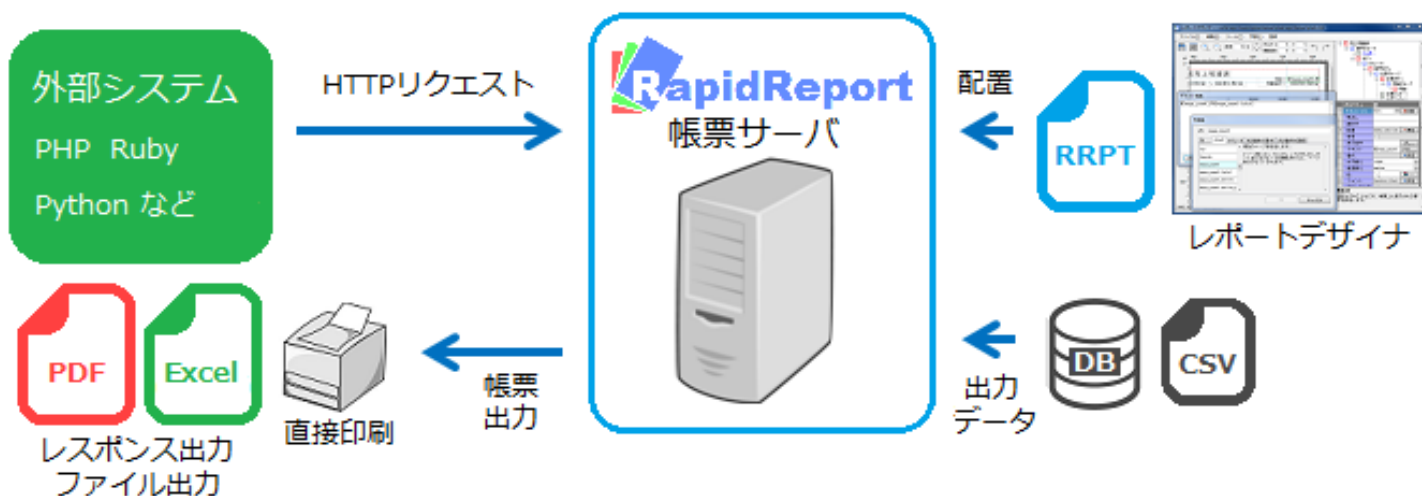 外部システム
PHP Ruby
Python など
HTTPリクエスト
RapidReport
帳票サーバ
配置
RRPT
レポートデザイナ
PDF
Excel
レスポンス出力
ファイル出力
直接印刷
帳票
出力
出力
データ
DB
CSV